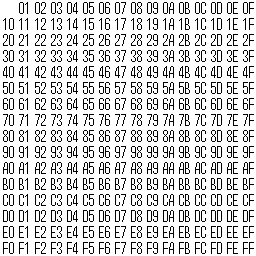 01 02 03 04 05 06 07 08 09 0A 0B 0C 0D 0E 0F
10 11 12 13 14 15 16 17 18 19 1A 1B 1C 1D 1E 1F
20 21 22 23 24 25 26 27 28 29 2A 2B 2C 2D 2E 2F
30 31 32 33 34 35 36 37 38 39 3A 3B 3C 3D 3E 3F
40 41 42 43 44 45 46 47 48 49 4A 4B 4C 4D 4E 4F
50 51 52 53 54 55 56 57 58 59 5A 5B 5C 5D 5E 5F
60 61 62 63 64 65 66 67 68 69 6A 6B 6C 6D 6E 6F
70 71 72 73 74 75 76 77 78 79 7A 7B 7C 7D 7E 7F
80 81 82 83 84 85 86 87 88 89 8A 8B 8C 8D 8E 8F
90 91 92 93 94 95 96 97 98 99 9A 9B 9C 9D 9E 9F
A0 A1 A2 A3 A4 A5 A6 A7 A8 A9 AA AB AC AD AE AF
B0 B1 B2 B3 B4 B5 B6 B7 B8 B9 BA BB BC BD BE BF
C0 C1 C2 C3 C4 C5 C6 C7 C8 C9 CA CB CC CD CE CF
D0 D1 D2 D3 D4 D5 D6 D7 D8 D9 DA DB DC DD DE DF
E0 E1 E2 E3 E4 E5 E6 E7 E8 E9 EA EB EC ED EE EF
F0 F1 F2 F3 F4 F5 F6 F7 F8 F9 FA FB FC FD FE FF